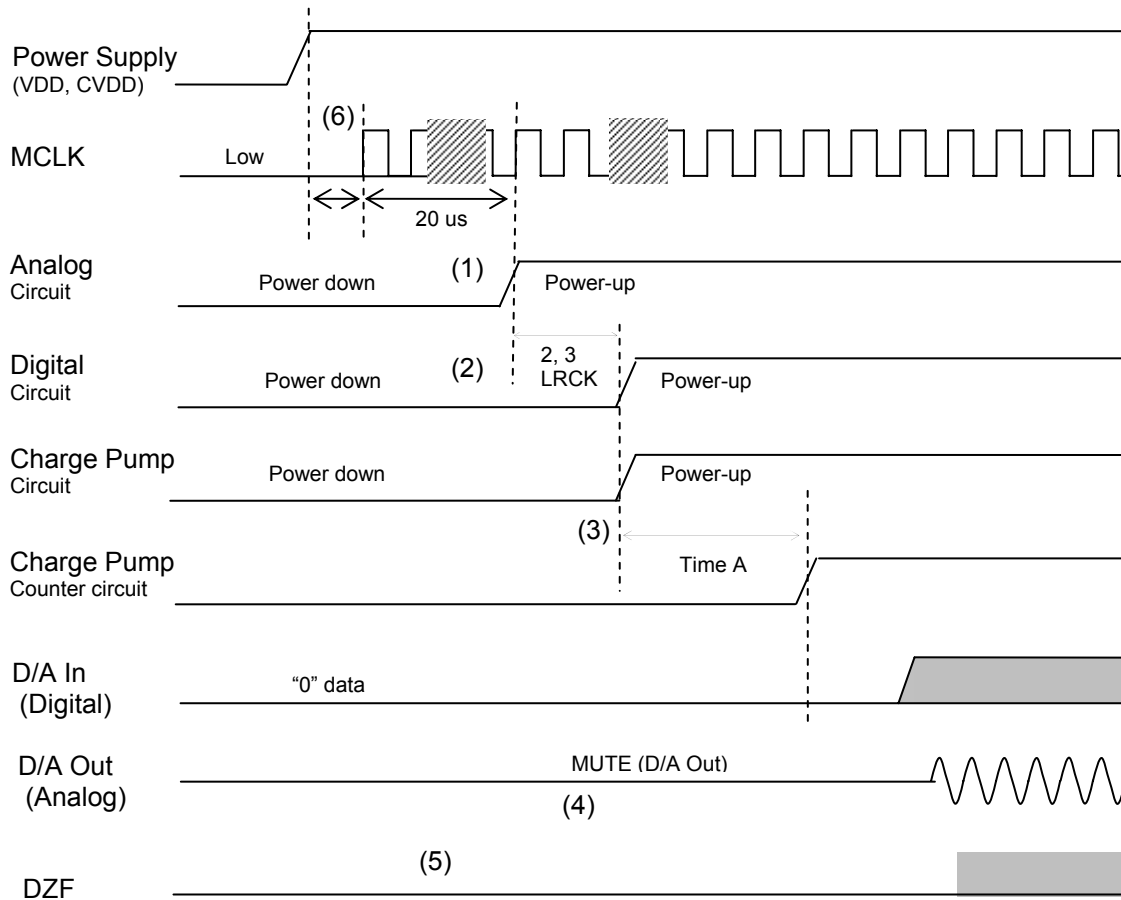 Power Supply
(VDD, CVDD)
(6)
MCLK
Low
20 us
Analog
Circuit
Power down
(1)
Power-up
Digital
Circuit
Power down
(2)
2, 3
LRCK
Power-up
Charge Pump
Circuit
Power down
Power-up
(3)
Charge Pump
Counter circuit
Time A
D/A In
(Digital)
“0” data
D/A Out
(Analog)
MUTE (D/A Out)
(4)
(5)
DZF